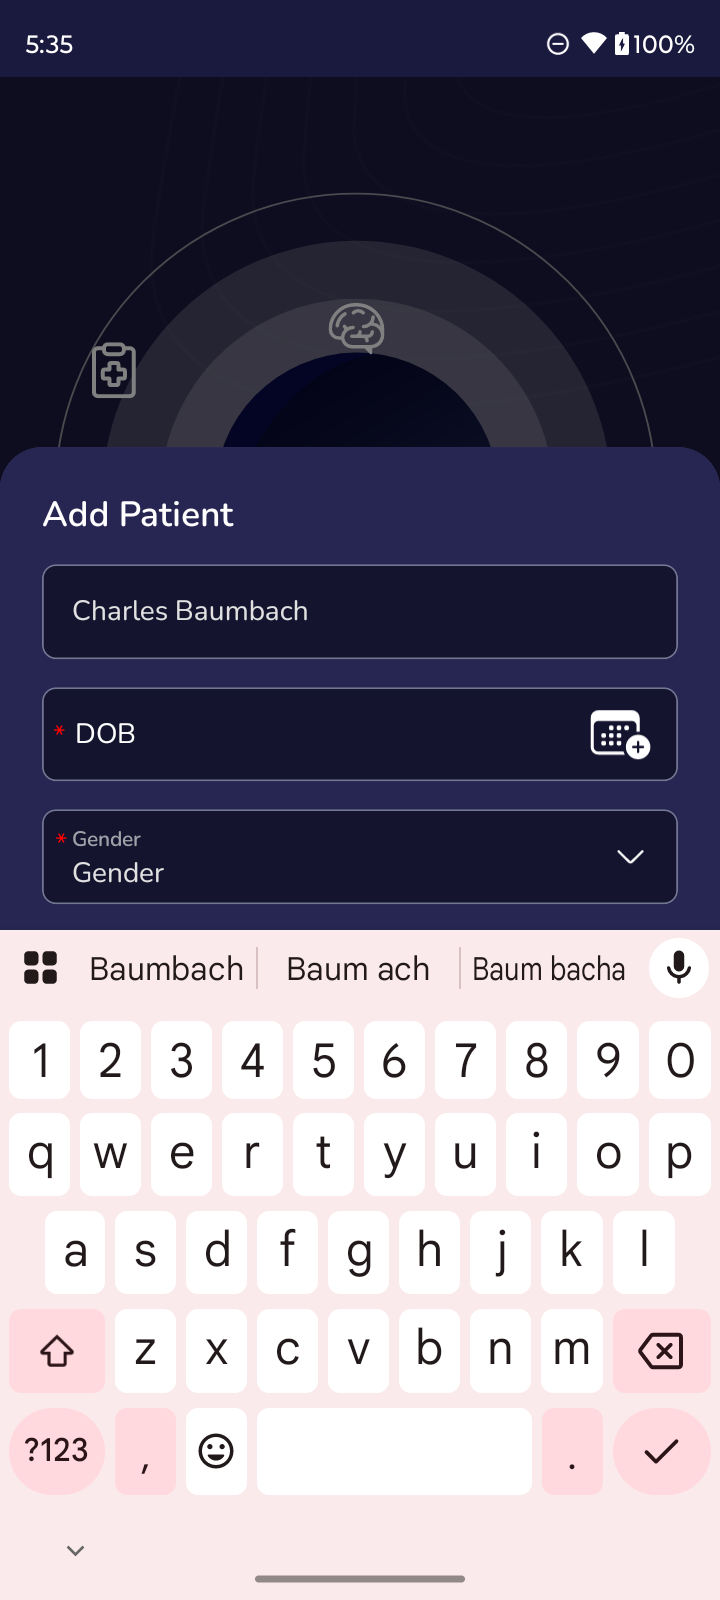 5:35 100%
Add Patient
Charles Baumbach
* DOB
* Gender
Gender
Baumbach Baum ach Baum bacha
1 2 3 4 5 6 7 8 9 0
q w e r t y u i o p
a s d f g h j k l
z x c v b n m
?123 , .